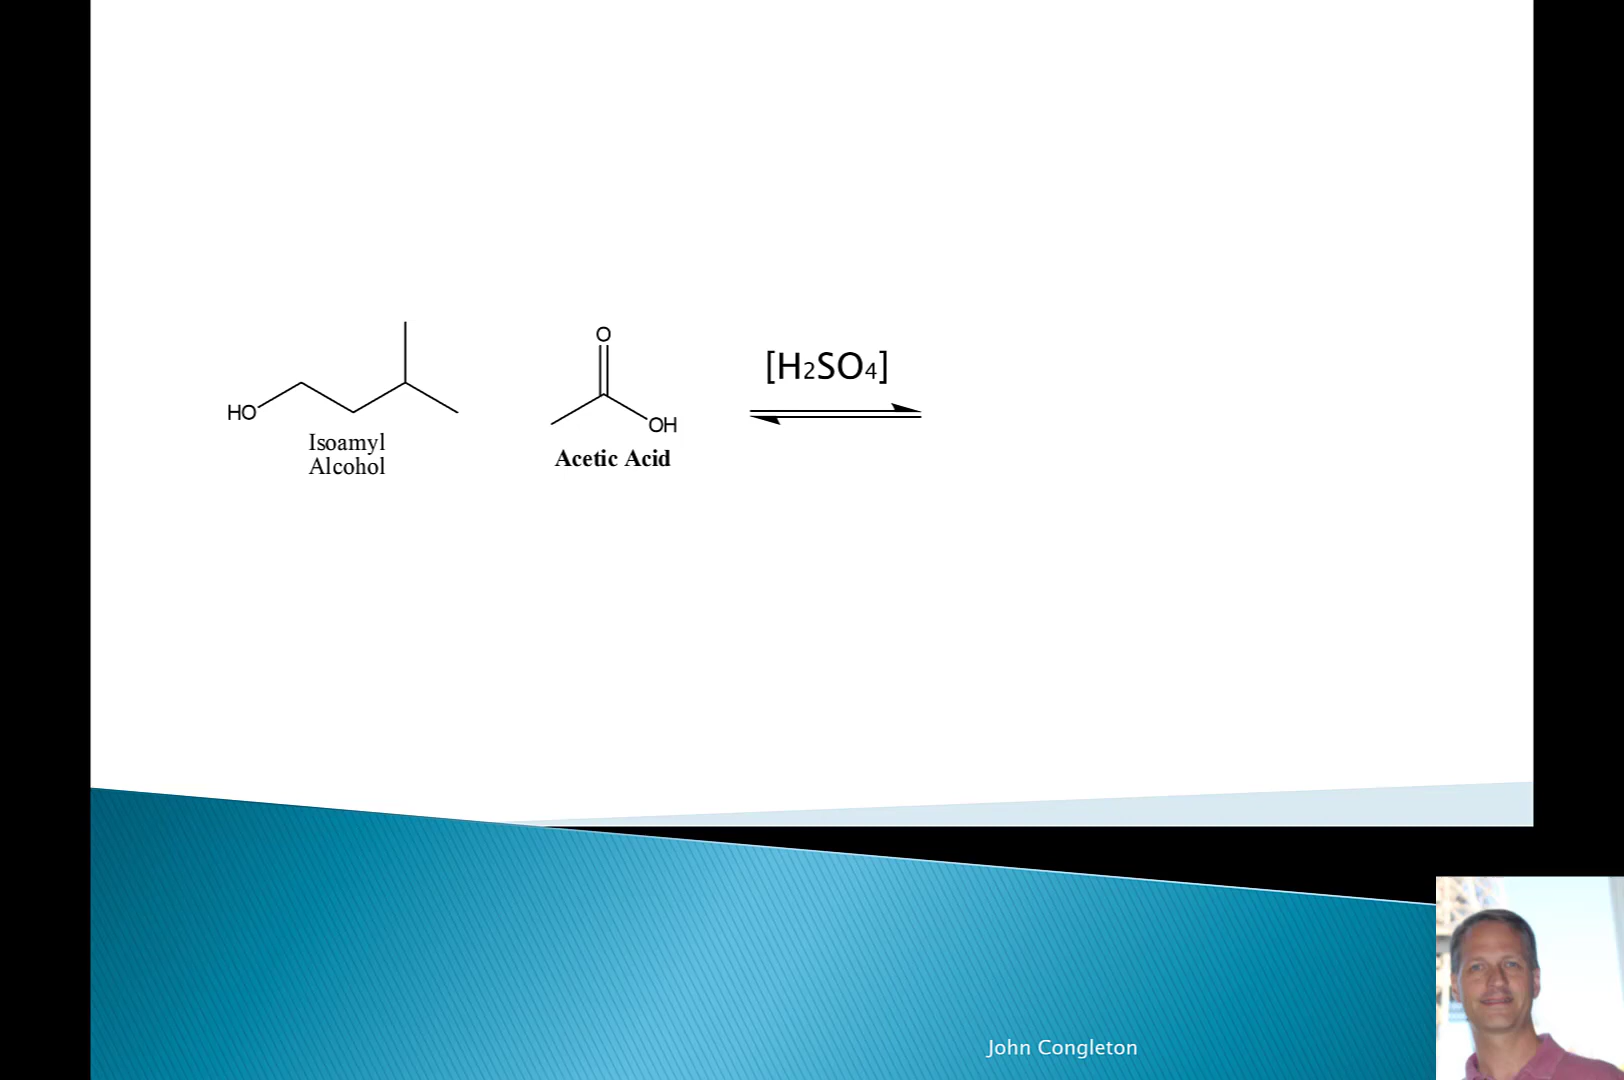 O
[H₂SO₄]
HO
OH
Isoamyl
Alcohol
Acetic Acid
John Congleton